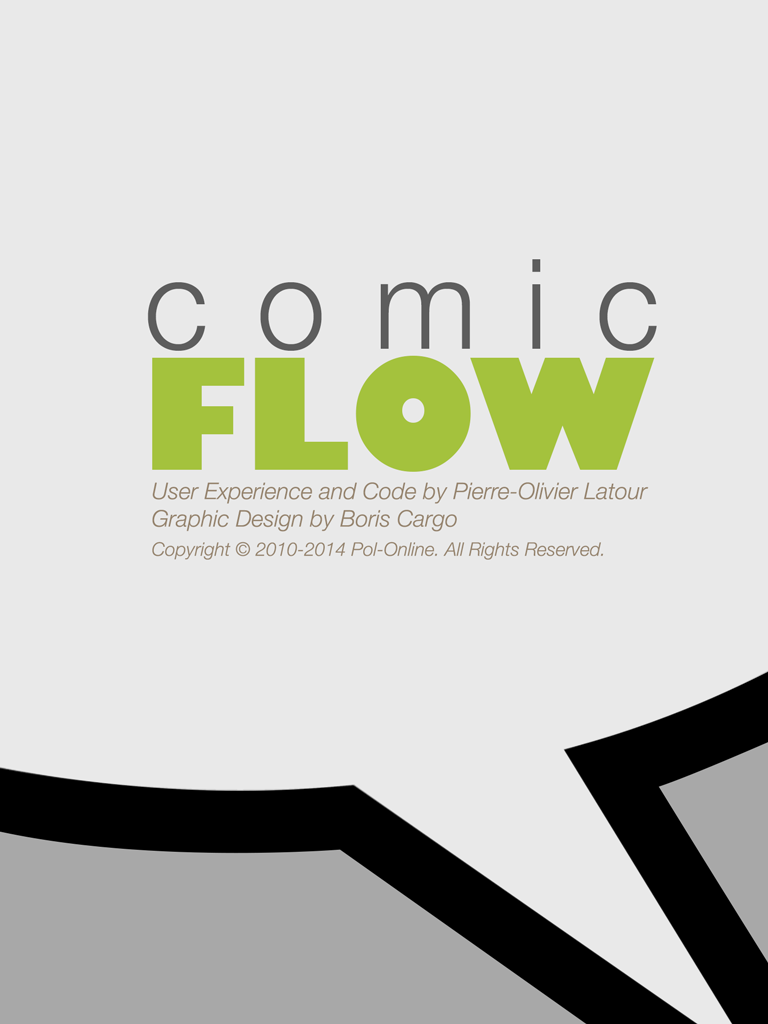 comic
FLOW
User Experience and Code by Pierre-Olivier Latour
Graphic Design by Boris Cargo
Copyright © 2010-2014 Pol-Online. All Rights Reserved.